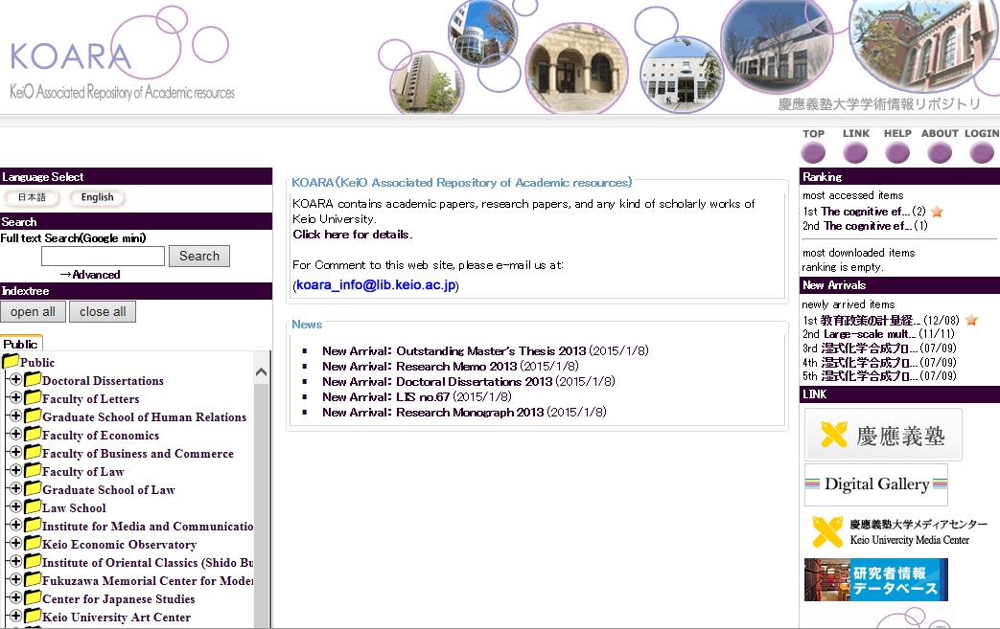 KOARA
KeiO Associated Repository of Academic resources
慶應義塾大学学術情報リポジトリ
TOP LINK HELP ABOUT LOGIN
Language Select
日本語 English
Search
Full text Search(Google mini)
Search
→Advanced
Indextree
open all close all
Public
Public
Doctoral Dissertations
Faculty of Letters
Graduate School of Human Relations
Faculty of Economics
Faculty of Business and Commerce
Faculty of Law
Graduate School of Law
Law School
Institute for Media and Communicatio
Keio Economic Observatory
Institute of Oriental Classics (Shido Bu
Fukuzawa Memorial Center for Moder
Center for Japanese Studies
Keio University Art Center
KOARA(KeiO Associated Repository of Academic resources)
KOARA contains academic papers, research papers, and any kind of scholarly works of
Keio University.
Click here for details.
For Comment to this web site, please e-mail us at:
(koara_info@lib.keio.ac.jp)
News
New Arrival: Outstanding Master's Thesis 2013 (2015/1/8)
New Arrival: Research Memo 2013 (2015/1/8)
New Arrival: Doctoral Dissertations 2013 (2015/1/8)
New Arrival: LIS no.67 (2015/1/8)
New Arrival: Research Monograph 2013 (2015/1/8)
Ranking
most accessed items
1st The cognitive ef... (2)
2nd The cognitive ef... (1)
most downloaded items
ranking is empty.
New Arrivals
newly arrived items
1st 教育政策の計量経... (12/08)
2nd Large-scale mult... (11/11)
3rd 湿式化学合成プロ... (07/09)
4th 湿式化学合成プロ... (07/09)
5th 湿式化学合成プロ... (07/09)
LINK
慶應義塾
Digital Gallery
慶應義塾大学メディアセンター
Keio Univercity Media Center
研究者情報
データベース